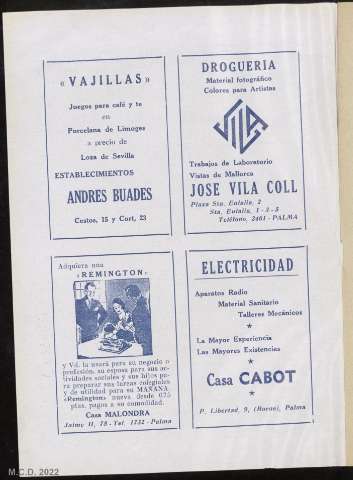 « VAJILLAS »
Juegos para café y te
en
Porcelana de Limoges
a precio de
Loza de Sevilla
ESTABLECIMIENTOS
ANDRES BUADES
Cestos, 15 y Cort, 23
DROGUERIA
Material fotográfico
Colores para Artistas
VILA
Trabajos de Laboratorio
Vistas de Mallorca
JOSE VILA COLL
Plaza Sta. Eulalia, 2
Sta. Eulalia, 1-3-5
Teléfono, 2461 - PALMA
Adquiera una
«REMINGTON»
y Vd. la usará para su negocio o
profesión, su esposa para sus ac-
tividades sociales y sus hijos pa-
ra preparar sus tareas colegiales
y de utilidad para su MAÑANA
«Remington» nueva desde 675
ptas. pagos a su comodidad.
Casa MALONDRA
Jaime II, 78 - Tel. 1732 - Palma
ELECTRICIDAD
Aparatos Radio
Material Sanitario
Talleres Mecánicos
La Mayor Experiencia
Las Mayores Existencias
Casa CABOT
P. Libertad, 9, (Borne), Palma
M.C.D. 2022